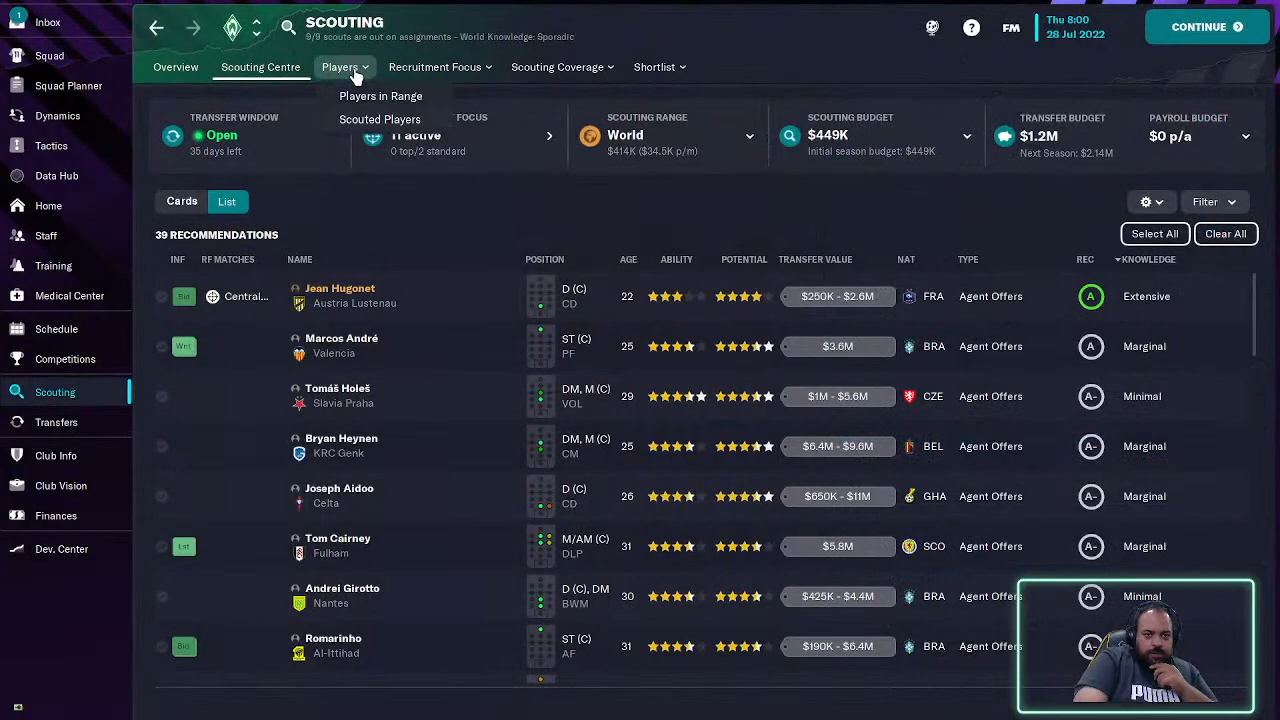 1
Inbox
Squad
Squad Planner
Dynamics
Tactics
Data Hub
Home
Staff
Training
Medical Center
Schedule
Competitions
Scouting
Transfers
Club Info
Club Vision
Finances
Dev. Center
SCOUTING
9/9 scouts are out on assignments - World Knowledge: Sporadic
FM
Thu 8:00
28 Jul 2022
CONTINUE
Overview
Scouting Centre
Players
Recruitment Focus
Scouting Coverage
Shortlist
Players in Range
Scouted Players
TRANSFER WINDOW
Open
35 days left
FOCUS
11 active
0 top/2 standard
SCOUTING RANGE
World
$414K ($34.5K p/m)
SCOUTING BUDGET
$449K
Initial season budget: $449K
TRANSFER BUDGET
$1.2M
Next Season: $2.14M
PAYROLL BUDGET
$0 p/a
Cards
List
Filter
39 RECOMMENDATIONS
Select All
Clear All
INF RF MATCHES NAME POSITION AGE ABILITY POTENTIAL TRANSFER VALUE NAT TYPE REC KNOWLEDGE
Bid Central... Jean Hugonet D (C) 22 $250K - $2.6M FRA Agent Offers A Extensive
Austria Lustenau CD
Wnt Marcos André ST (C) 25 $3.6M BRA Agent Offers A Marginal
Valencia PF
Tomáš Holeš DM, M (C) 29 $1M - $5.6M CZE Agent Offers A- Minimal
Slavia Praha VOL
Bryan Heynen DM, M (C) 25 $6.4M - $9.6M BEL Agent Offers A- Marginal
KRC Genk CM
Joseph Aidoo D (C) 26 $650K - $11M GHA Agent Offers A- Marginal
Celta CD
Lst Tom Cairney M/AM (C) 31 $5.8M SCO Agent Offers A- Marginal
Fulham DLP
Andrei Girotto D (C), DM 30 $425K - $4.4M BRA Agent Offers A- Minimal
Nantes BWM
Bid Romarinho ST (C) 31 $190K - $6.4M BRA Agent Offers
Al-Ittihad AF
PUMA